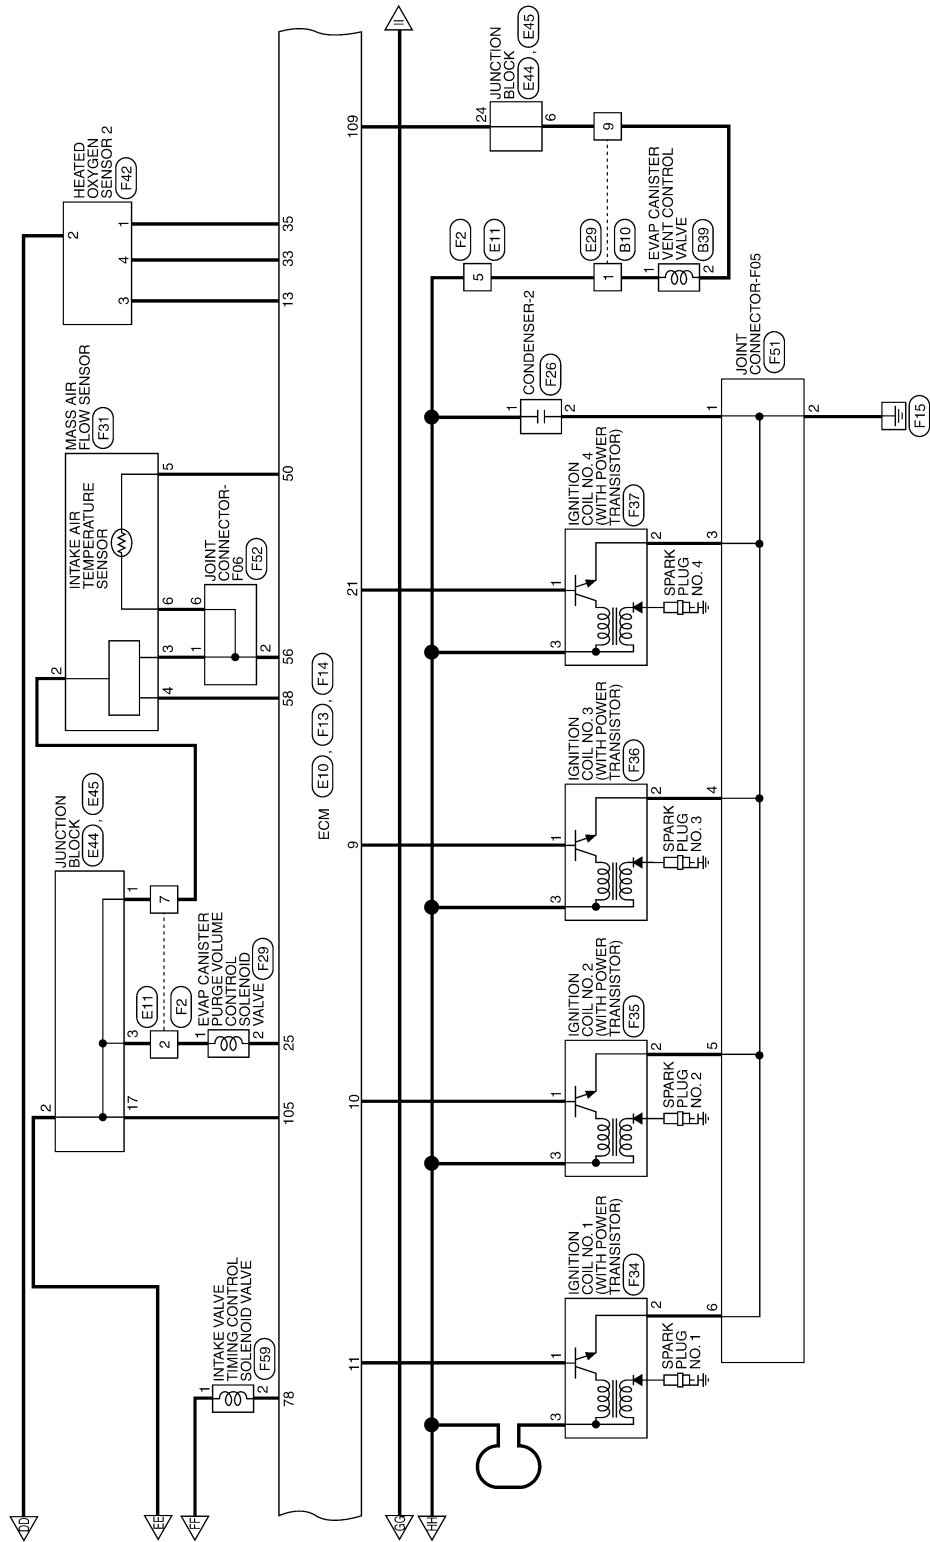 DD
EE
FF
GG
HH
II
INTAKE VALVE
TIMING CONTROL
SOLENOID VALVE
F59
1
2
78
JUNCTION
BLOCK
E44 , E45
2
17
3
1
105
E11
F2
2
7
EVAP CANISTER
PURGE VOLUME
CONTROL
SOLENOID
VALVE
F29
1
2
25
MASS AIR
FLOW SENSOR
F31
INTAKE AIR
TEMPERATURE
SENSOR
2
4
3
6
5
JOINT
CONNECTOR-
F06
F52
1
6
2
58
56
50
HEATED
OXYGEN
SENSOR 2
F42
2
3
4
1
13
33
35
ECM E10 , F13 , F14
11
10
9
21
109
JUNCTION
BLOCK
E44 , E45
24
6
9
F2
E11
5
E29
B10
1
EVAP CANISTER
VENT CONTROL
VALVE
B39
1
2
CONDENSER-2
F26
1
2
IGNITION
COIL NO. 1
(WITH POWER
TRANSISTOR)
F34
3
1
2
SPARK
PLUG
NO. 1
IGNITION
COIL NO. 2
(WITH POWER
TRANSISTOR)
F35
3
1
2
SPARK
PLUG
NO. 2
IGNITION
COIL NO. 3
(WITH POWER
TRANSISTOR)
F36
3
1
2
SPARK
PLUG
NO. 3
IGNITION
COIL NO. 4
(WITH POWER
TRANSISTOR)
F37
3
1
2
SPARK
PLUG
NO. 4
JOINT
CONNECTOR-F05
F51
6
5
4
3
1
2
F15